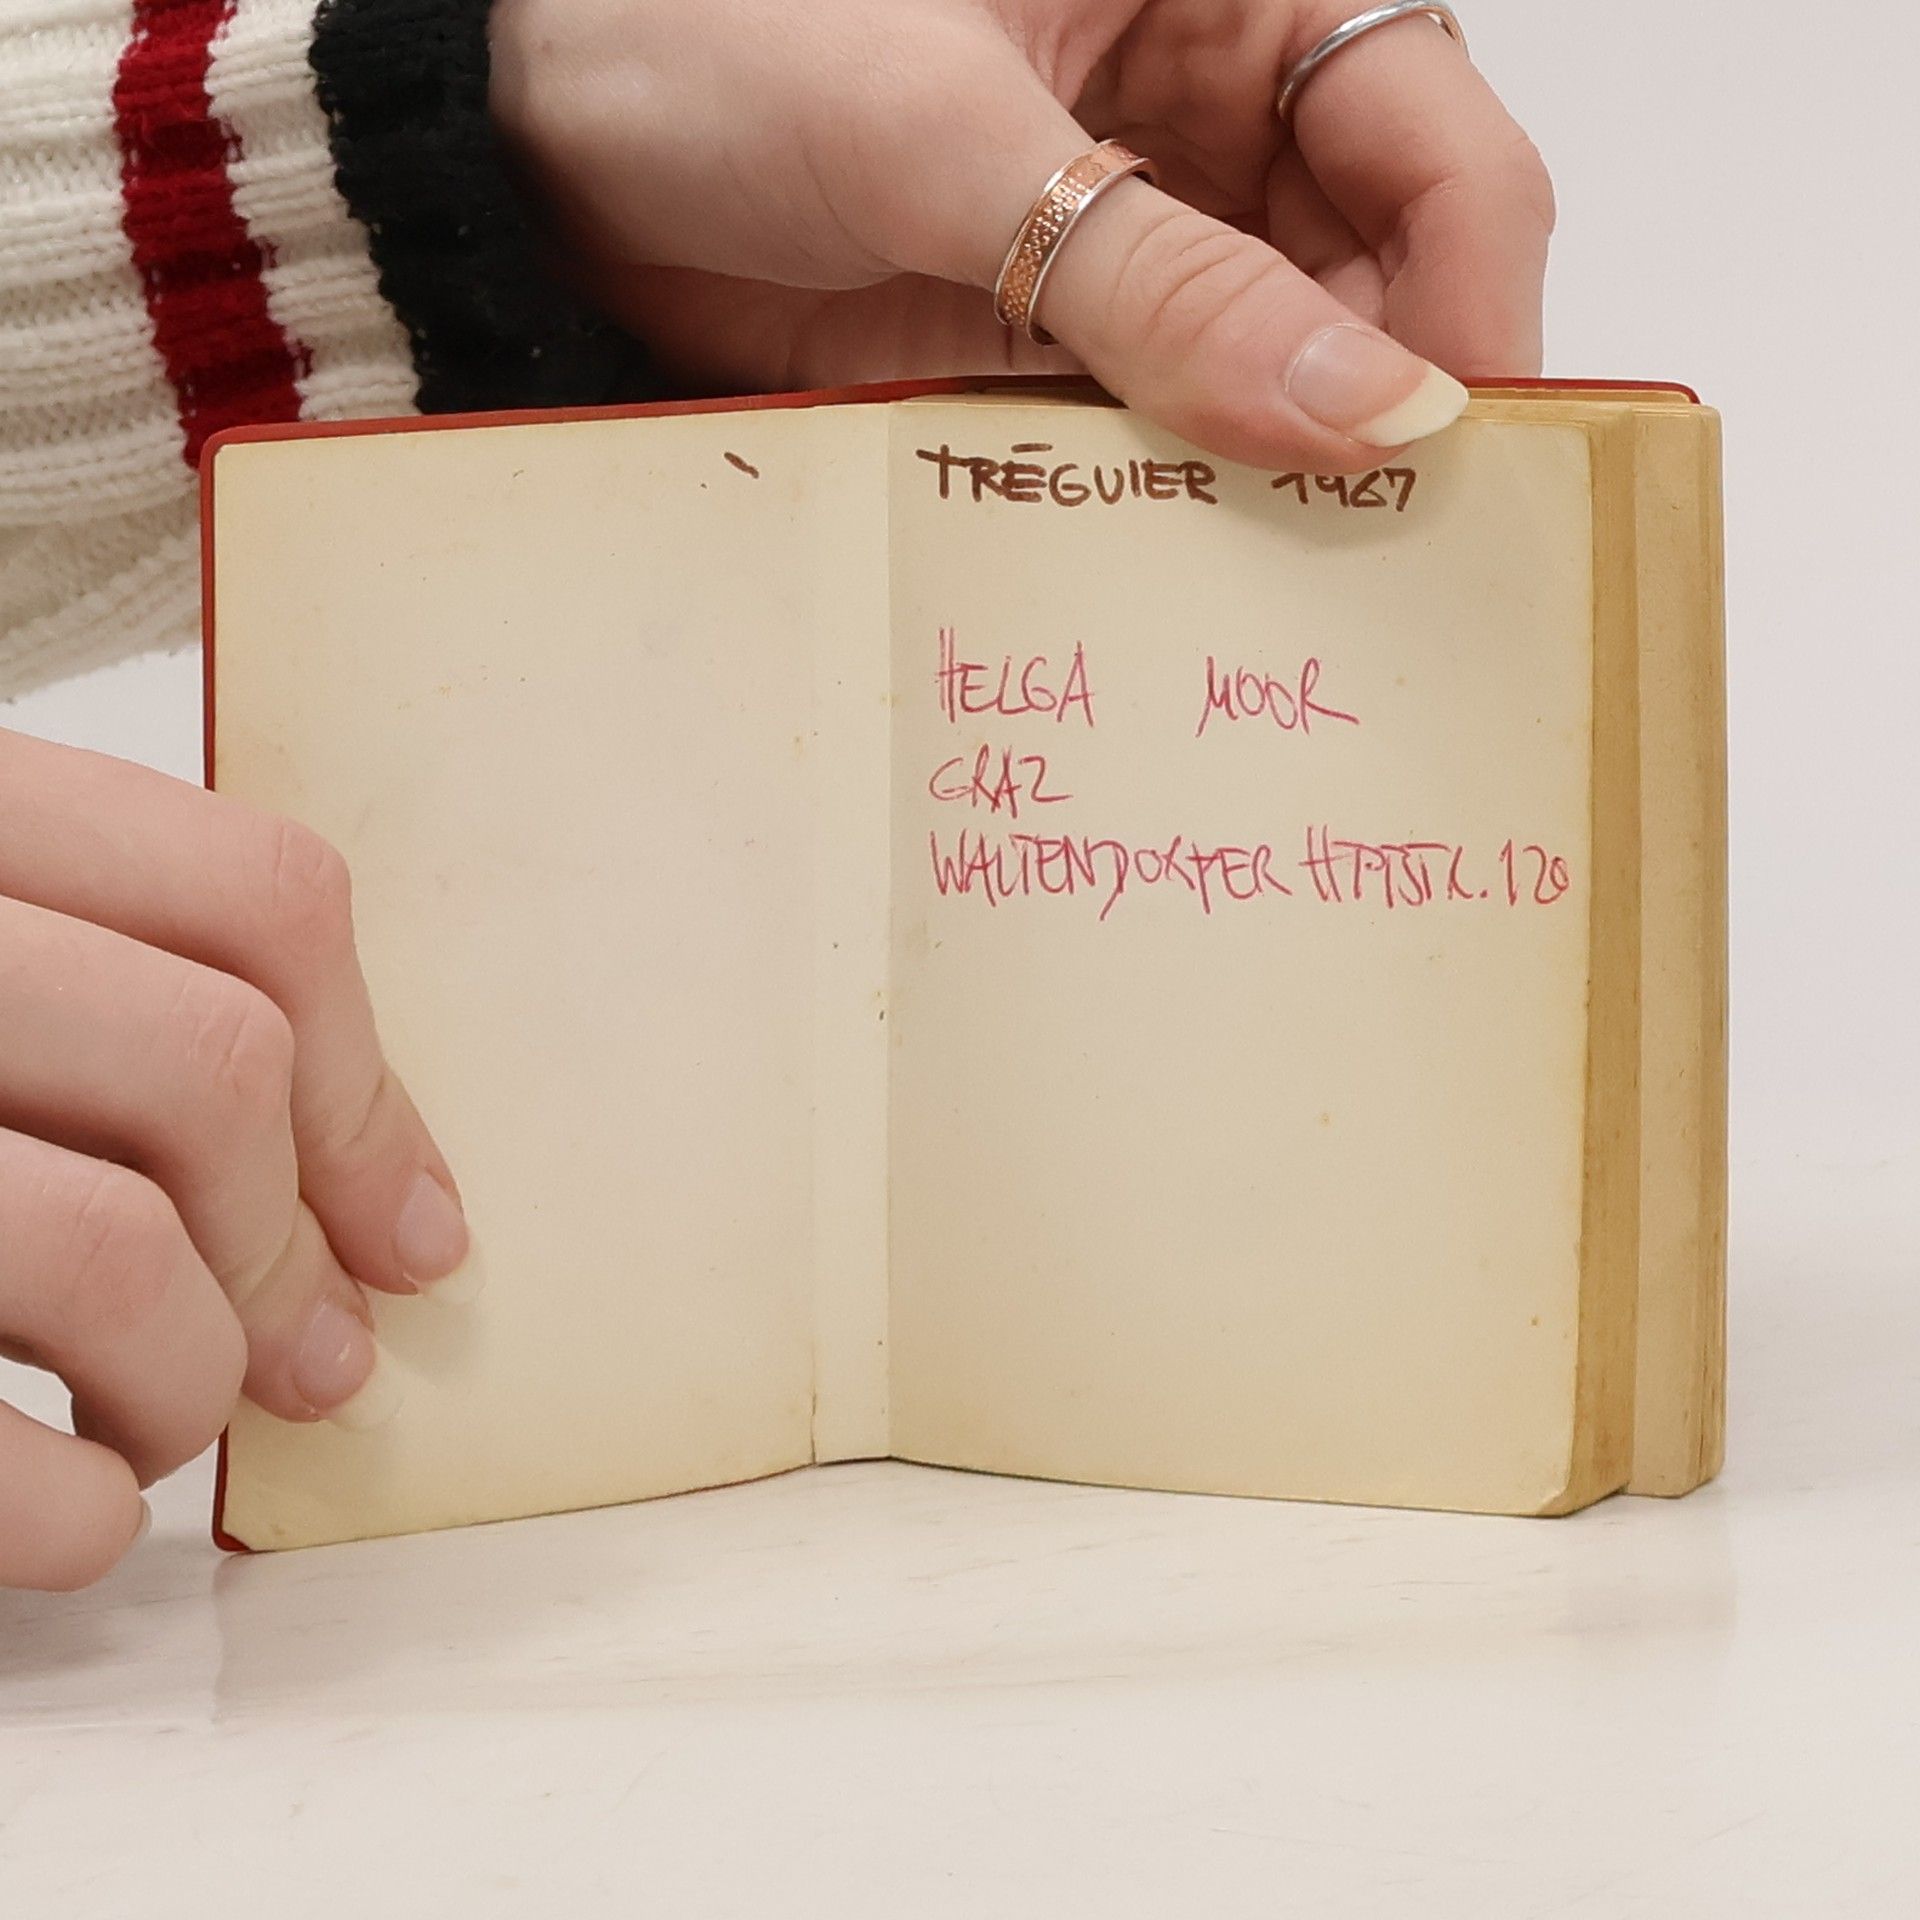 TRÉGUIER 1967
HELGA MOOR
GRAZ
WALTENDORFER HPTSTR. 120